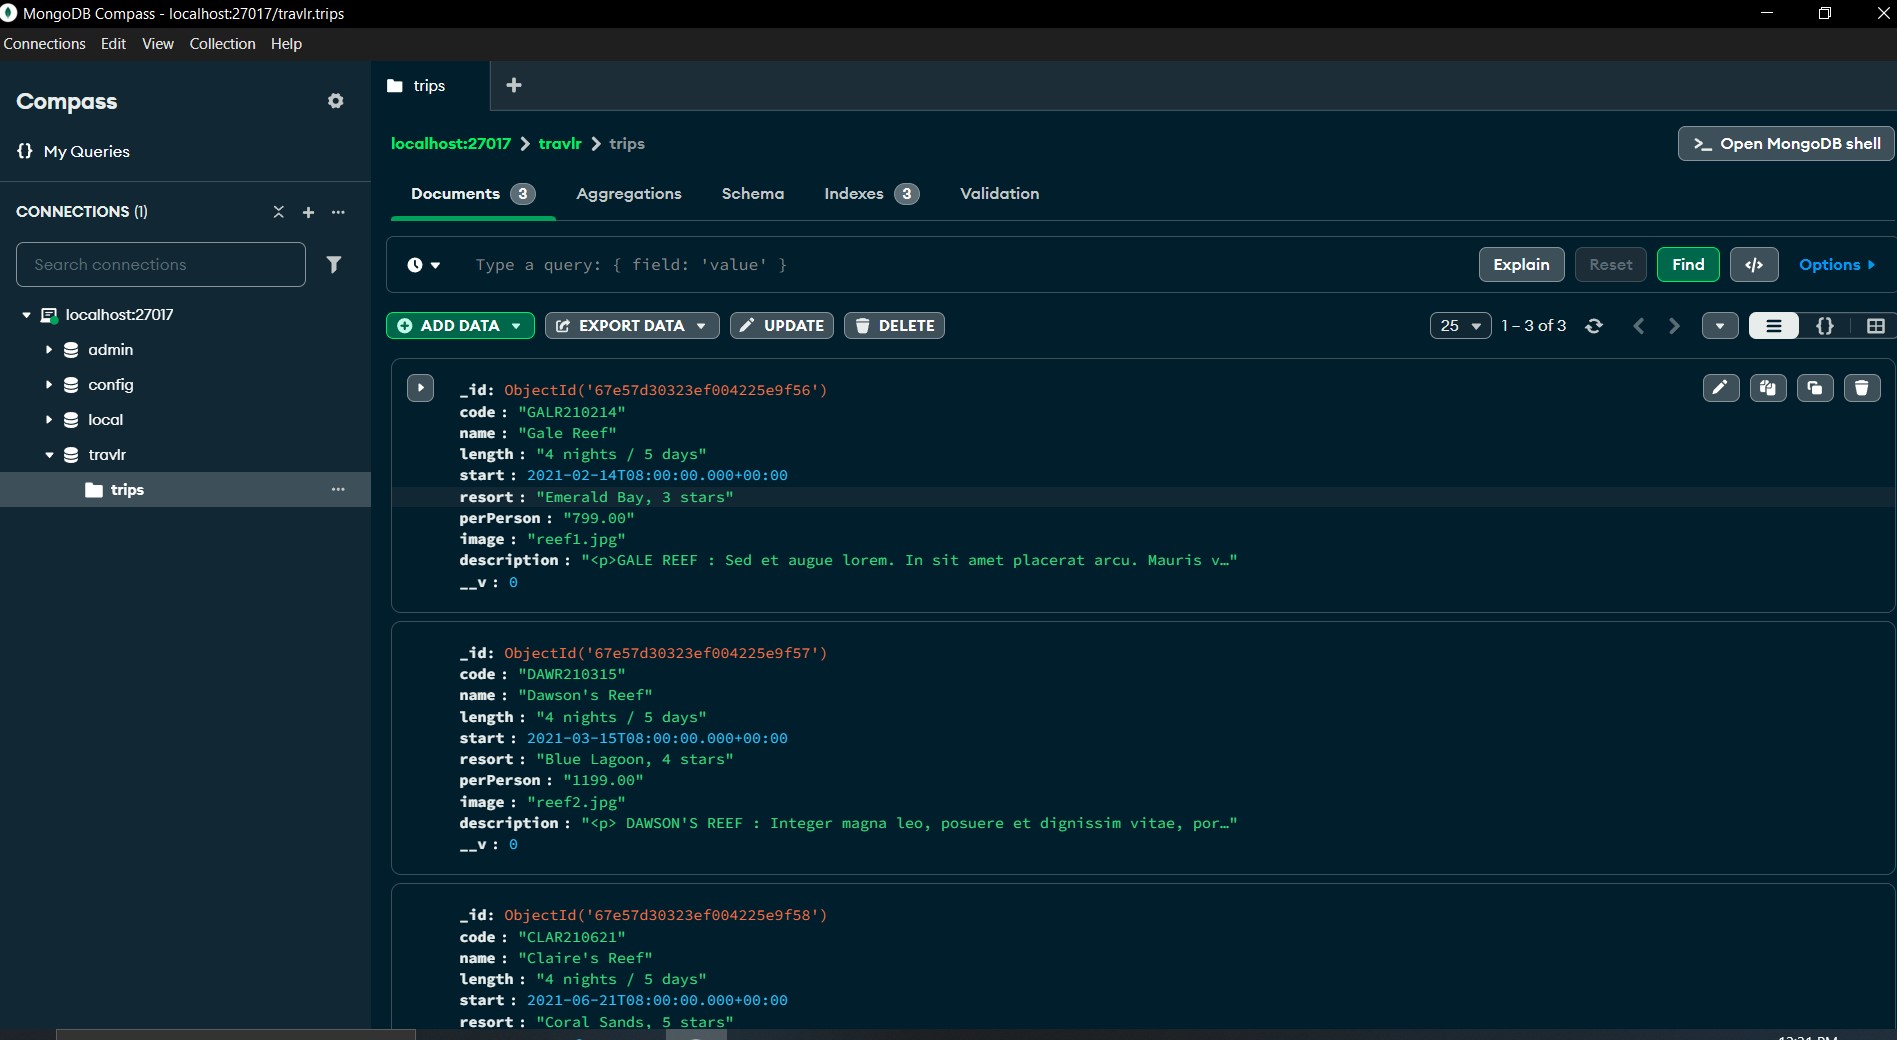 MongoDB Compass - localhost:27017/travlr.trips
Connections Edit View Collection Help
Compass
trips
{} My Queries
localhost:27017 > travlr > trips
>_ Open MongoDB shell
Documents 3 Aggregations Schema Indexes 3 Validation
CONNECTIONS (1)
Search connections
Type a query: { field: 'value' }
Explain Reset Find </> Options
localhost:27017
admin
config
local
travlr
trips
ADD DATA EXPORT DATA UPDATE DELETE
25 1 – 3 of 3 {}
_id: ObjectId('67e57d30323ef004225e9f56')
code : "GALR210214"
name : "Gale Reef"
length : "4 nights / 5 days"
start : 2021-02-14T08:00:00.000+00:00
resort : "Emerald Bay, 3 stars"
perPerson : "799.00"
image : "reef1.jpg"
description : "<p>GALE REEF : Sed et augue lorem. In sit amet placerat arcu. Mauris v…"
__v : 0
_id: ObjectId('67e57d30323ef004225e9f57')
code : "DAWR210315"
name : "Dawson's Reef"
length : "4 nights / 5 days"
start : 2021-03-15T08:00:00.000+00:00
resort : "Blue Lagoon, 4 stars"
perPerson : "1199.00"
image : "reef2.jpg"
description : "<p> DAWSON'S REEF : Integer magna leo, posuere et dignissim vitae, por…"
__v : 0
_id: ObjectId('67e57d30323ef004225e9f58')
code : "CLAR210621"
name : "Claire's Reef"
length : "4 nights / 5 days"
start : 2021-06-21T08:00:00.000+00:00
resort : "Coral Sands, 5 stars"